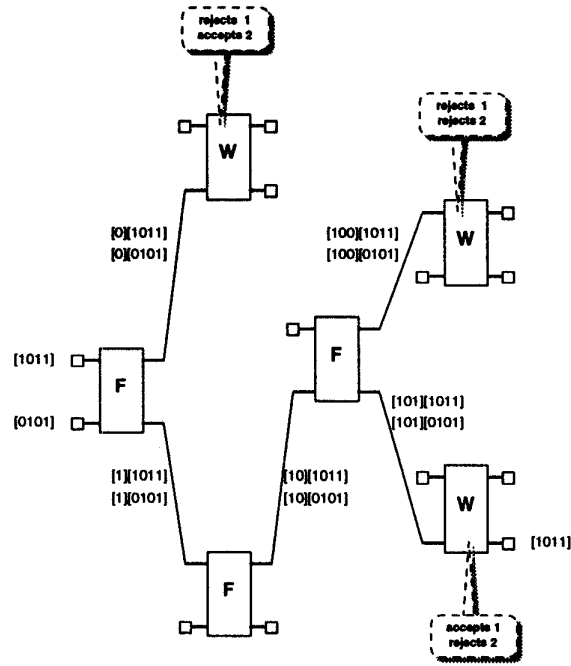 rejects 1
accepts 2
W
rejects 1
rejects 2
W
[0][1011]
[0][0101]
[100][1011]
[100][0101]
[1011]
[0101]
F
F
[101][1011]
[101][0101]
[1][1011]
[1][0101]
[10][1011]
[10][0101]
W
[1011]
F
accepts 1
rejects 2